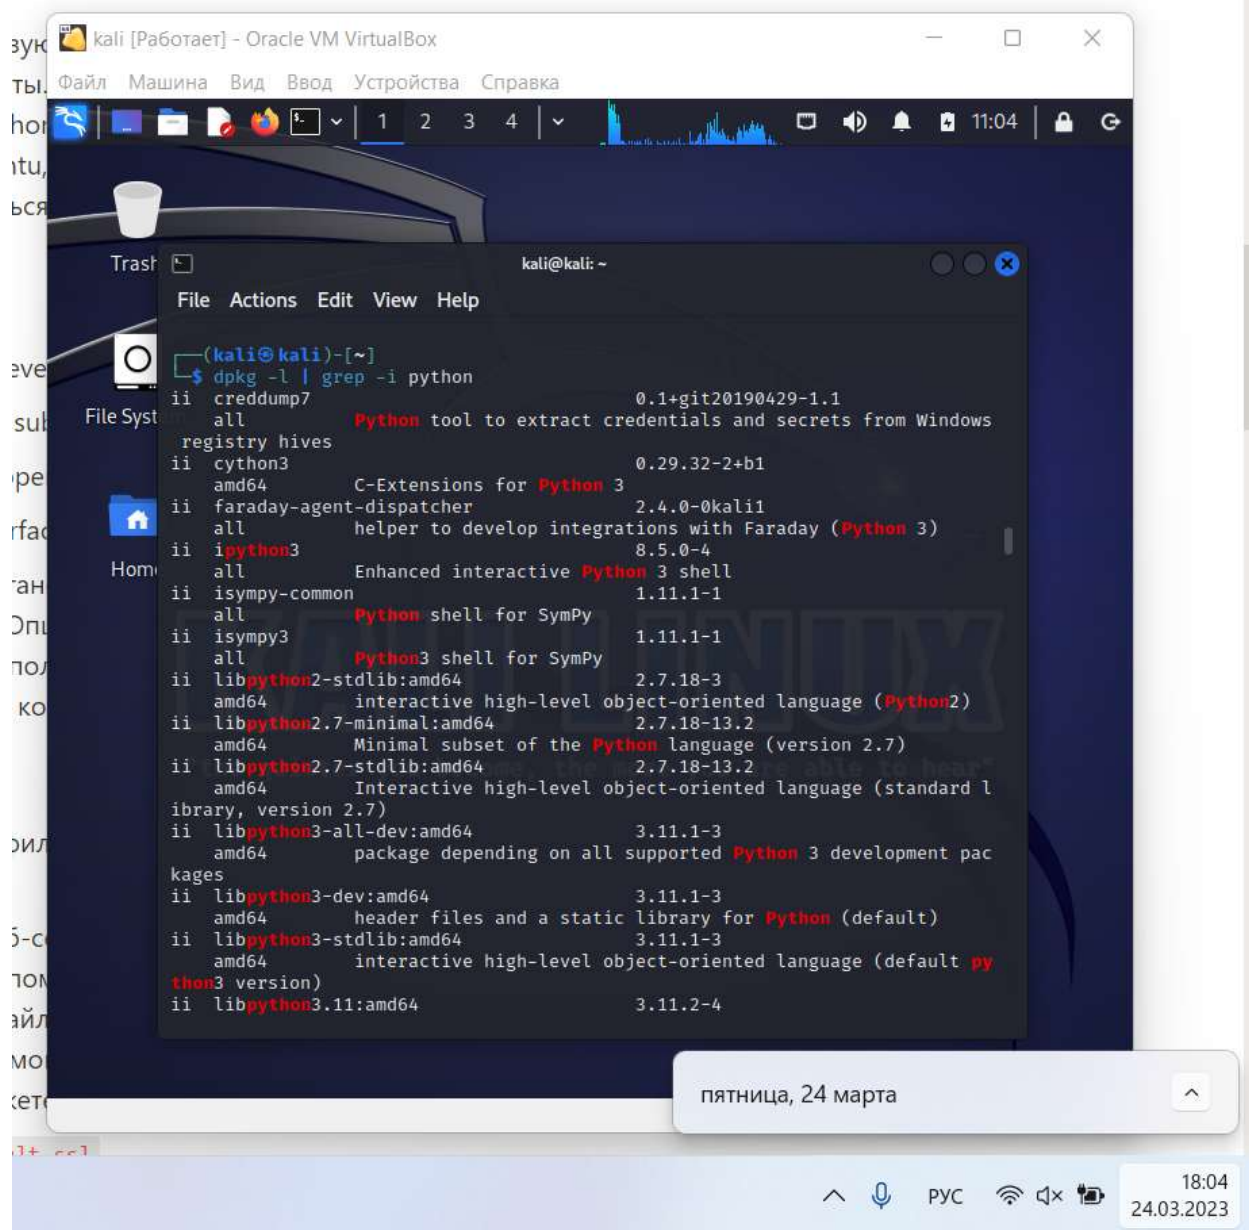 kali [Работает] - Oracle VM VirtualBox
Файл Машина Вид Ввод Устройства Справка
1 2 3 4 11:04
Trash
File Syst
Home
kali@kali: ~
File Actions Edit View Help
┌──(kali㉿kali)-[~]
└─$ dpkg -l | grep -i python
ii creddump7 0.1+git20190429-1.1
all Python tool to extract credentials and secrets from Windows
registry hives
ii cython3 0.29.32-2+b1
amd64 C-Extensions for Python 3
ii faraday-agent-dispatcher 2.4.0-0kali1
all helper to develop integrations with Faraday (Python 3)
ii ipython3 8.5.0-4
all Enhanced interactive Python 3 shell
ii isympy-common 1.11.1-1
all Python shell for SymPy
ii isympy3 1.11.1-1
all Python3 shell for SymPy
ii libpython2-stdlib:amd64 2.7.18-3
amd64 interactive high-level object-oriented language (Python2)
ii libpython2.7-minimal:amd64 2.7.18-13.2
amd64 Minimal subset of the Python language (version 2.7)
ii libpython2.7-stdlib:amd64 2.7.18-13.2
amd64 Interactive high-level object-oriented language (standard l
ibrary, version 2.7)
ii libpython3-all-dev:amd64 3.11.1-3
amd64 package depending on all supported Python 3 development pac
kages
ii libpython3-dev:amd64 3.11.1-3
amd64 header files and a static library for Python (default)
ii libpython3-stdlib:amd64 3.11.1-3
amd64 interactive high-level object-oriented language (default py
thon3 version)
ii libpython3.11:amd64 3.11.2-4
KALI LINUX
пятница, 24 марта
РУС
18:04
24.03.2023